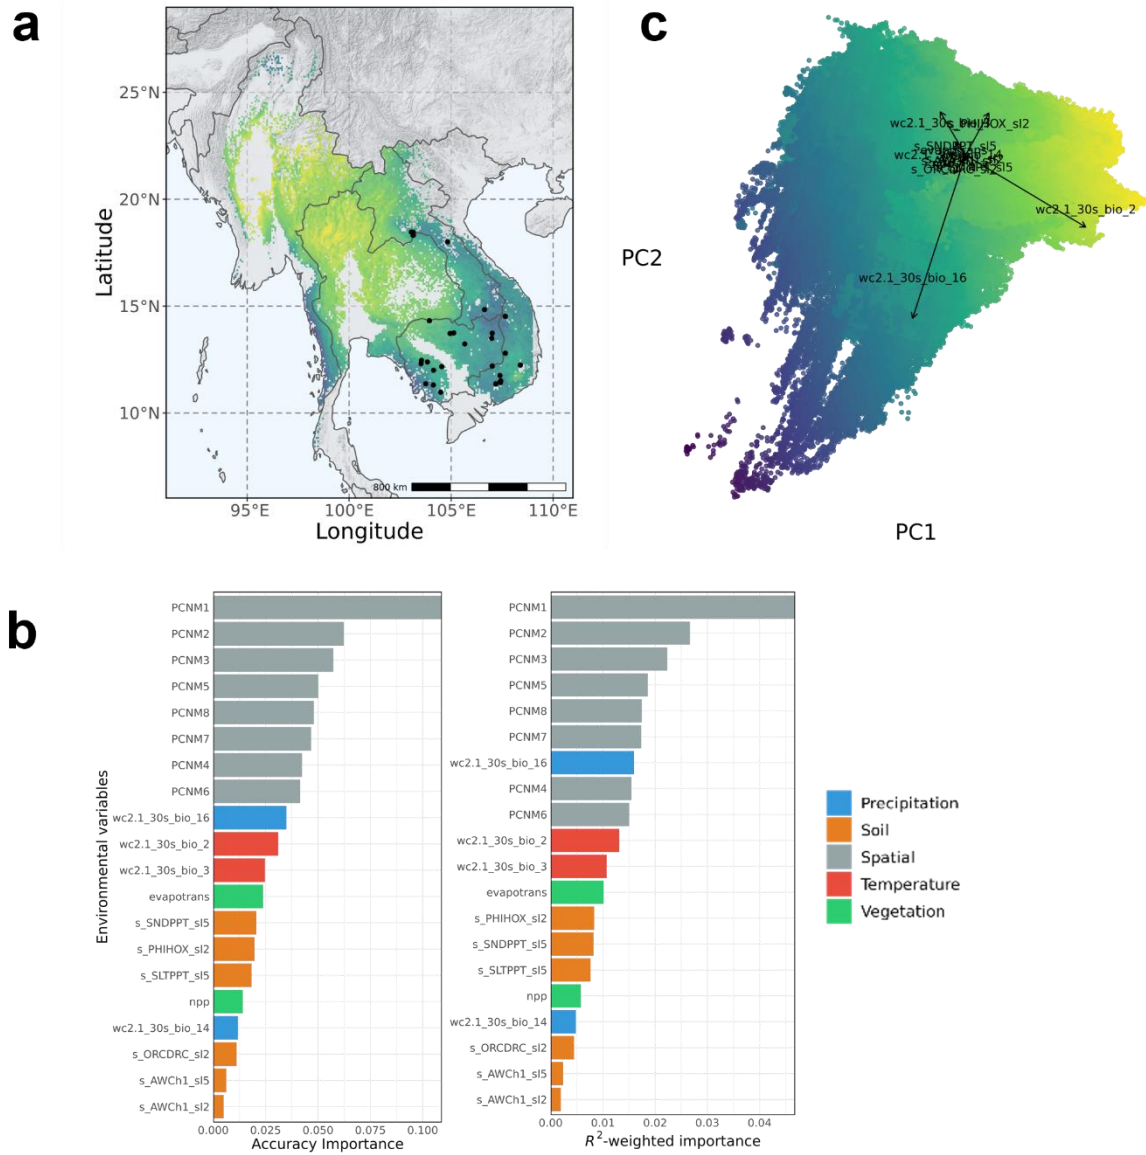 a
25°N
20°N
15°N
10°N
Latitude
800 km
95°E
100°E
105°E
110°E
Longitude
c
wc2.1_30s_bio_3
s_PHIHOX_sl2
s_SNDPPT_sl5
s_ORCDRC_sl2
wc2.1_30s_bio_2
wc2.1_30s_bio_16
PC2
PC1
b
Environmental variables
PCNM1
PCNM2
PCNM3
PCNM5
PCNM8
PCNM7
PCNM4
PCNM6
wc2.1_30s_bio_16
wc2.1_30s_bio_2
wc2.1_30s_bio_3
evapotrans
s_SNDPPT_sl5
s_PHIHOX_sl2
s_SLTPPT_sl5
npp
wc2.1_30s_bio_14
s_ORCDRC_sl2
s_AWCh1_sl5
s_AWCh1_sl2
0.000
0.025
0.050
0.075
0.100
Accuracy Importance
PCNM1
PCNM2
PCNM3
PCNM5
PCNM8
PCNM7
wc2.1_30s_bio_16
PCNM4
PCNM6
wc2.1_30s_bio_2
wc2.1_30s_bio_3
evapotrans
s_PHIHOX_sl2
s_SNDPPT_sl5
s_SLTPPT_sl5
npp
wc2.1_30s_bio_14
s_ORCDRC_sl2
s_AWCh1_sl5
s_AWCh1_sl2
0.00
0.01
0.02
0.03
0.04
R²-weighted importance
Precipitation
Soil
Spatial
Temperature
Vegetation